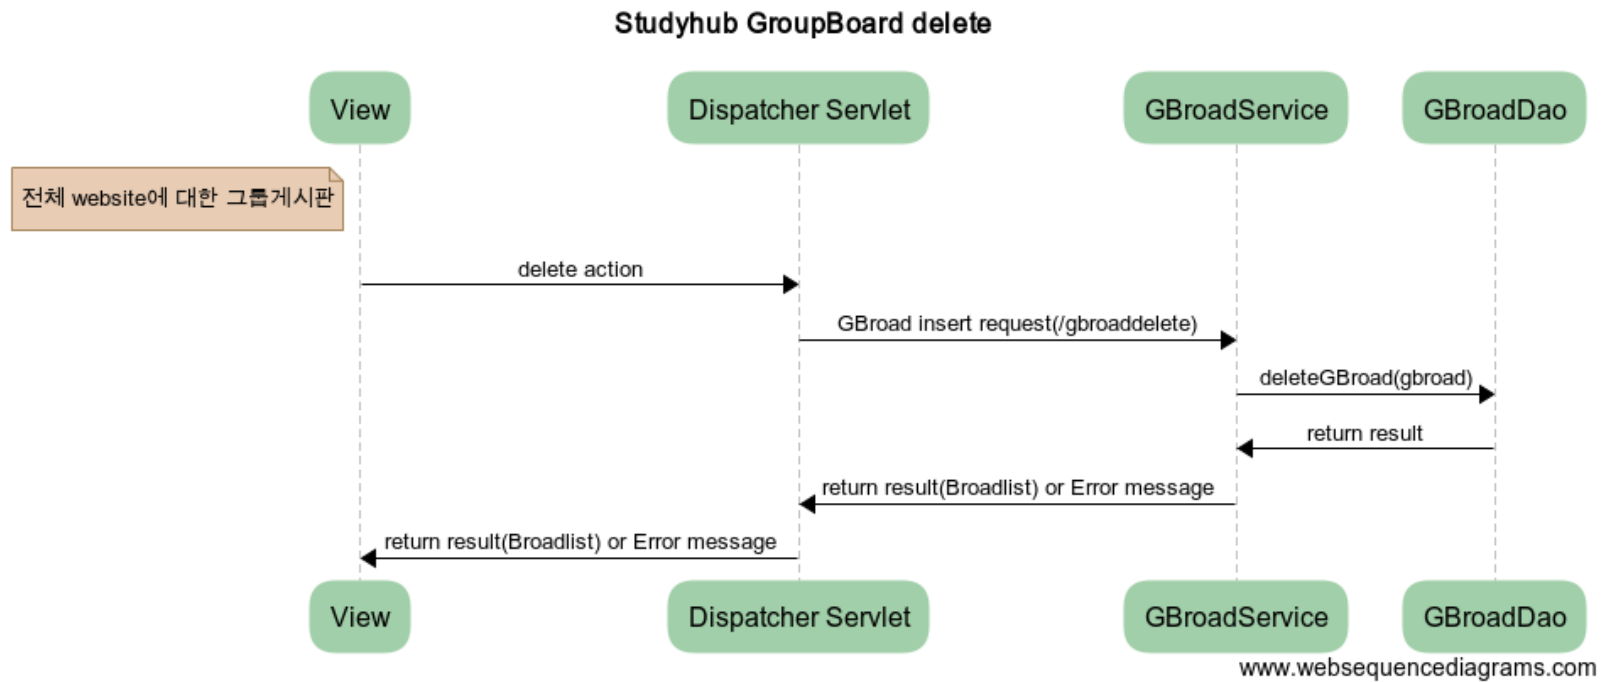 Studyhub GroupBoard delete
View
Dispatcher Servlet
GBroadService
GBroadDao
전체 website에 대한 그룹게시판
delete action
GBroad insert request(/gbroaddelete)
deleteGBroad(gbroad)
return result
return result(Broadlist) or Error message
return result(Broadlist) or Error message
View
Dispatcher Servlet
GBroadService
GBroadDao
www.websequencediagrams.com